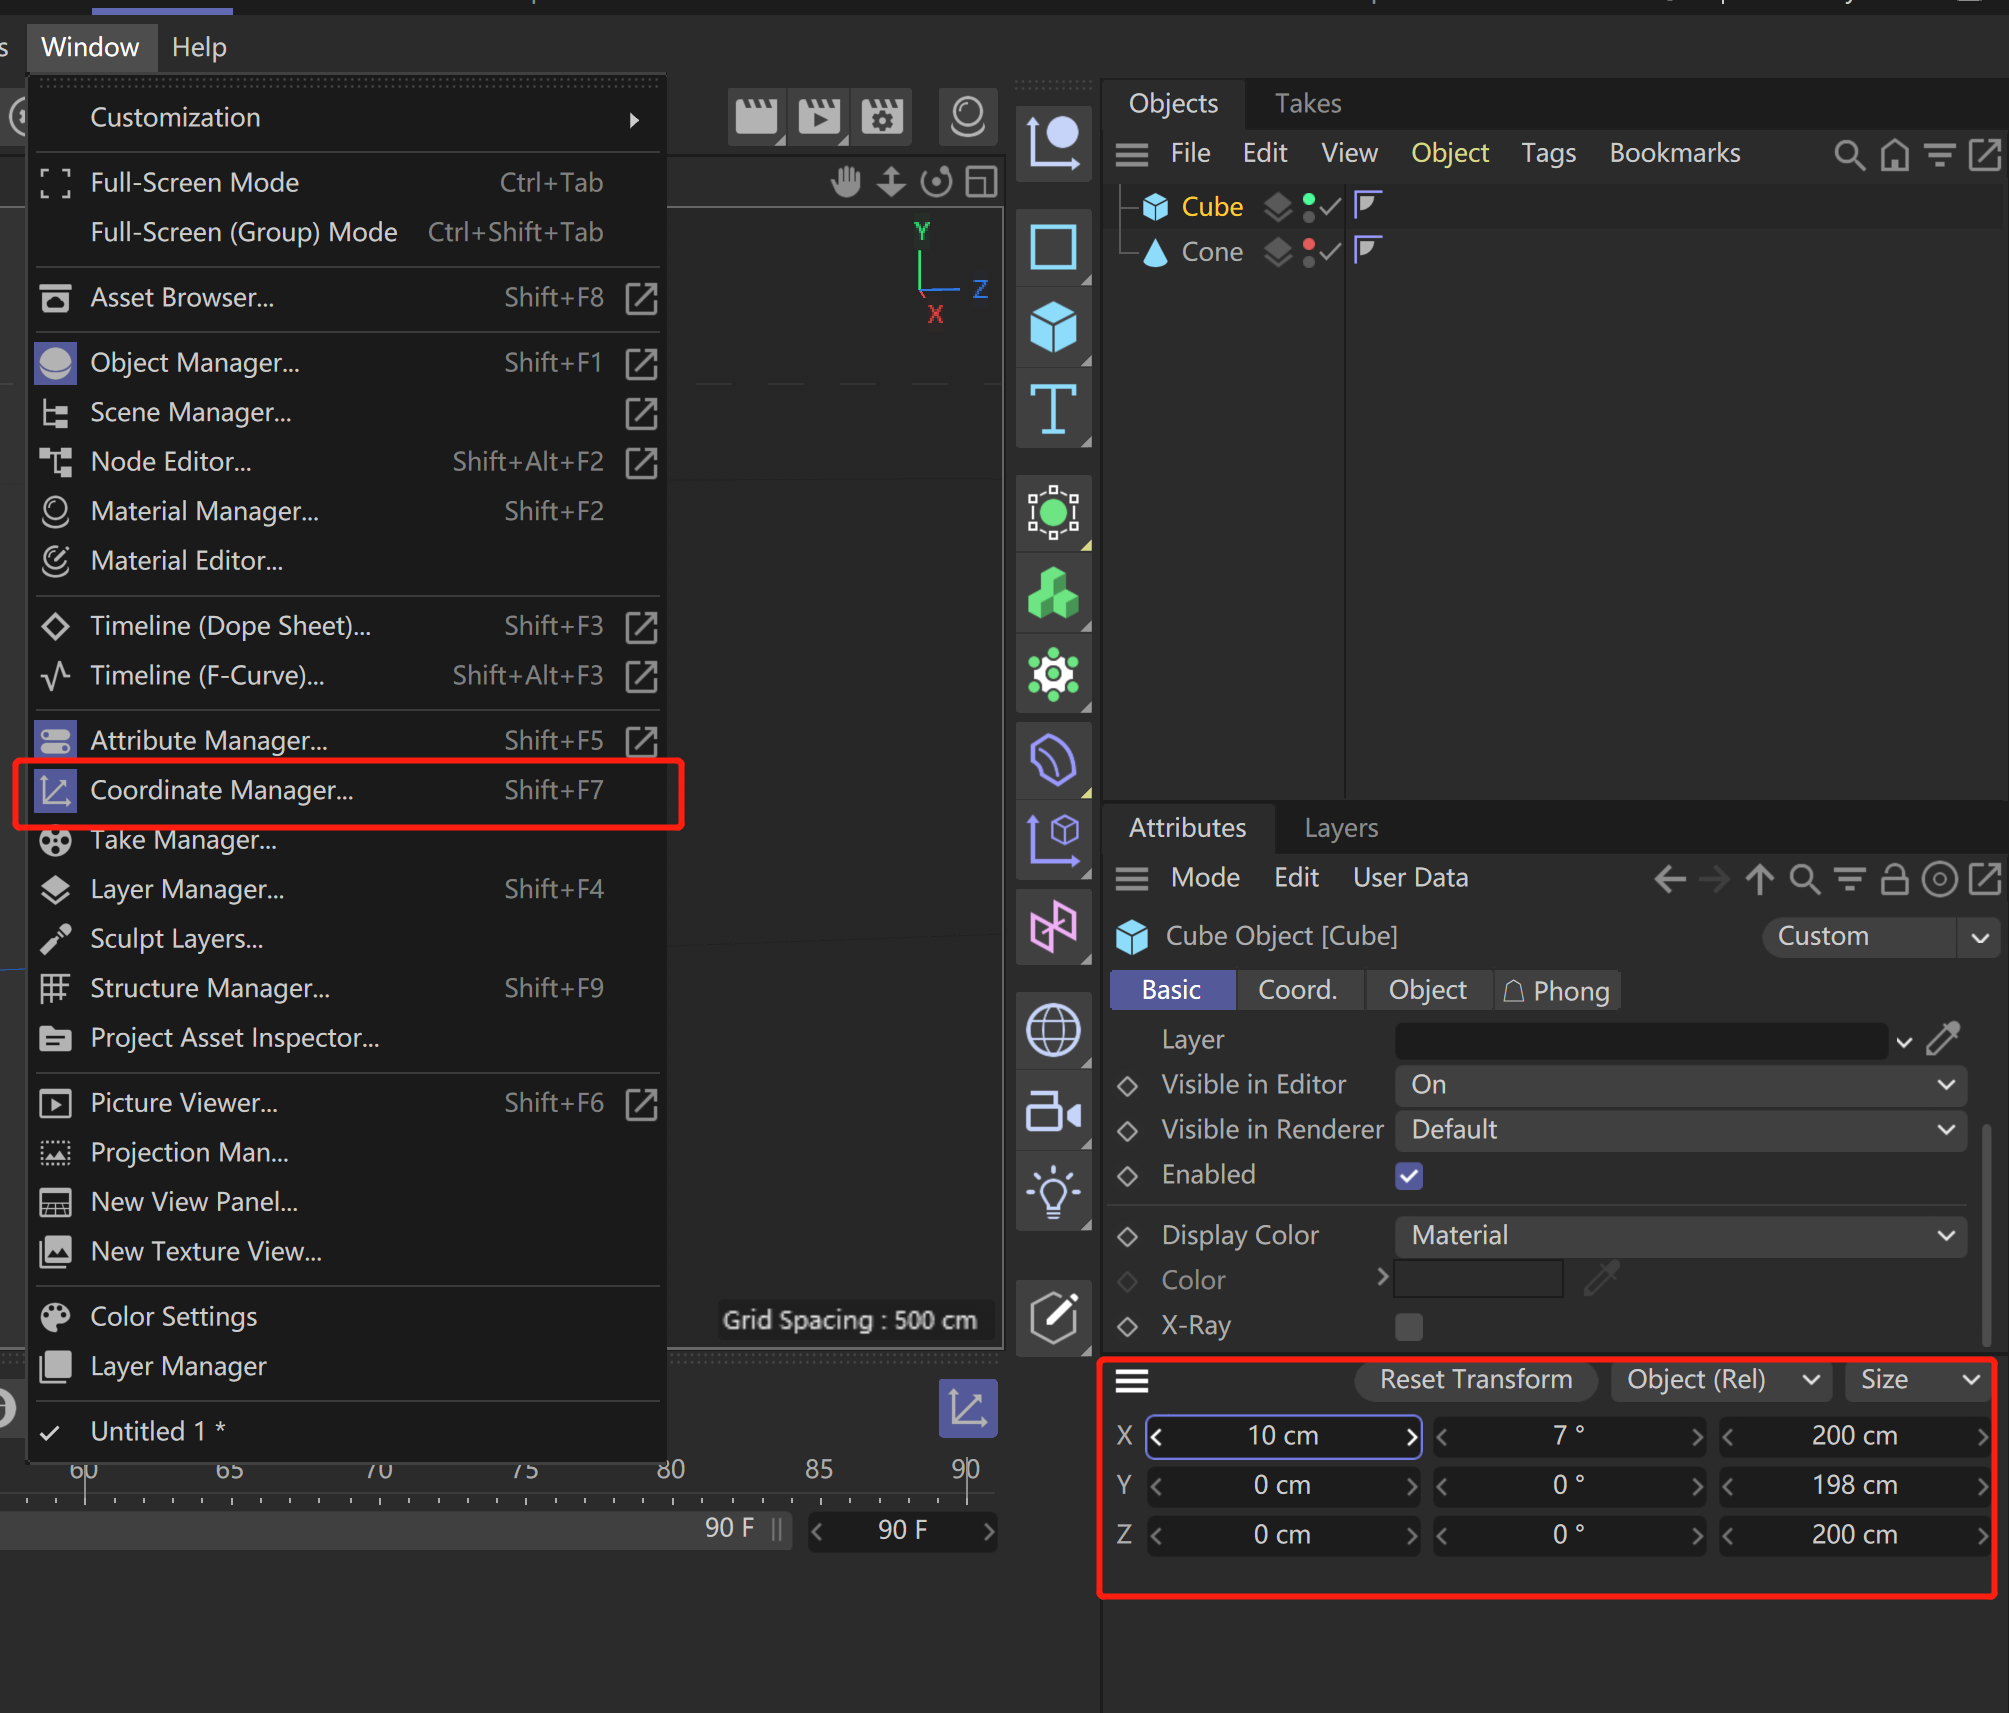 Window Help
Customization
Full-Screen Mode Ctrl+Tab
Full-Screen (Group) Mode Ctrl+Shift+Tab
Asset Browser... Shift+F8
Object Manager... Shift+F1
Scene Manager...
Node Editor... Shift+Alt+F2
Material Manager... Shift+F2
Material Editor...
Timeline (Dope Sheet)... Shift+F3
Timeline (F-Curve)... Shift+Alt+F3
Attribute Manager... Shift+F5
Coordinate Manager... Shift+F7
Take Manager...
Layer Manager... Shift+F4
Sculpt Layers...
Structure Manager... Shift+F9
Project Asset Inspector...
Picture Viewer... Shift+F6
Projection Man...
New View Panel...
New Texture View...
Color Settings
Layer Manager
Untitled 1 *
Y
Z
X
Grid Spacing : 500 cm
60 65 70 75 80 85 90
90 F 90 F
Objects Takes
File Edit View Object Tags Bookmarks
Cube
Cone
Attributes Layers
Mode Edit User Data
Cube Object [Cube] Custom
Basic Coord. Object Phong
Layer
Visible in Editor On
Visible in Renderer Default
Enabled
Display Color Material
Color
X-Ray
Reset Transform Object (Rel) Size
X 10 cm 7 ° 200 cm
Y 0 cm 0 ° 198 cm
Z 0 cm 0 ° 200 cm